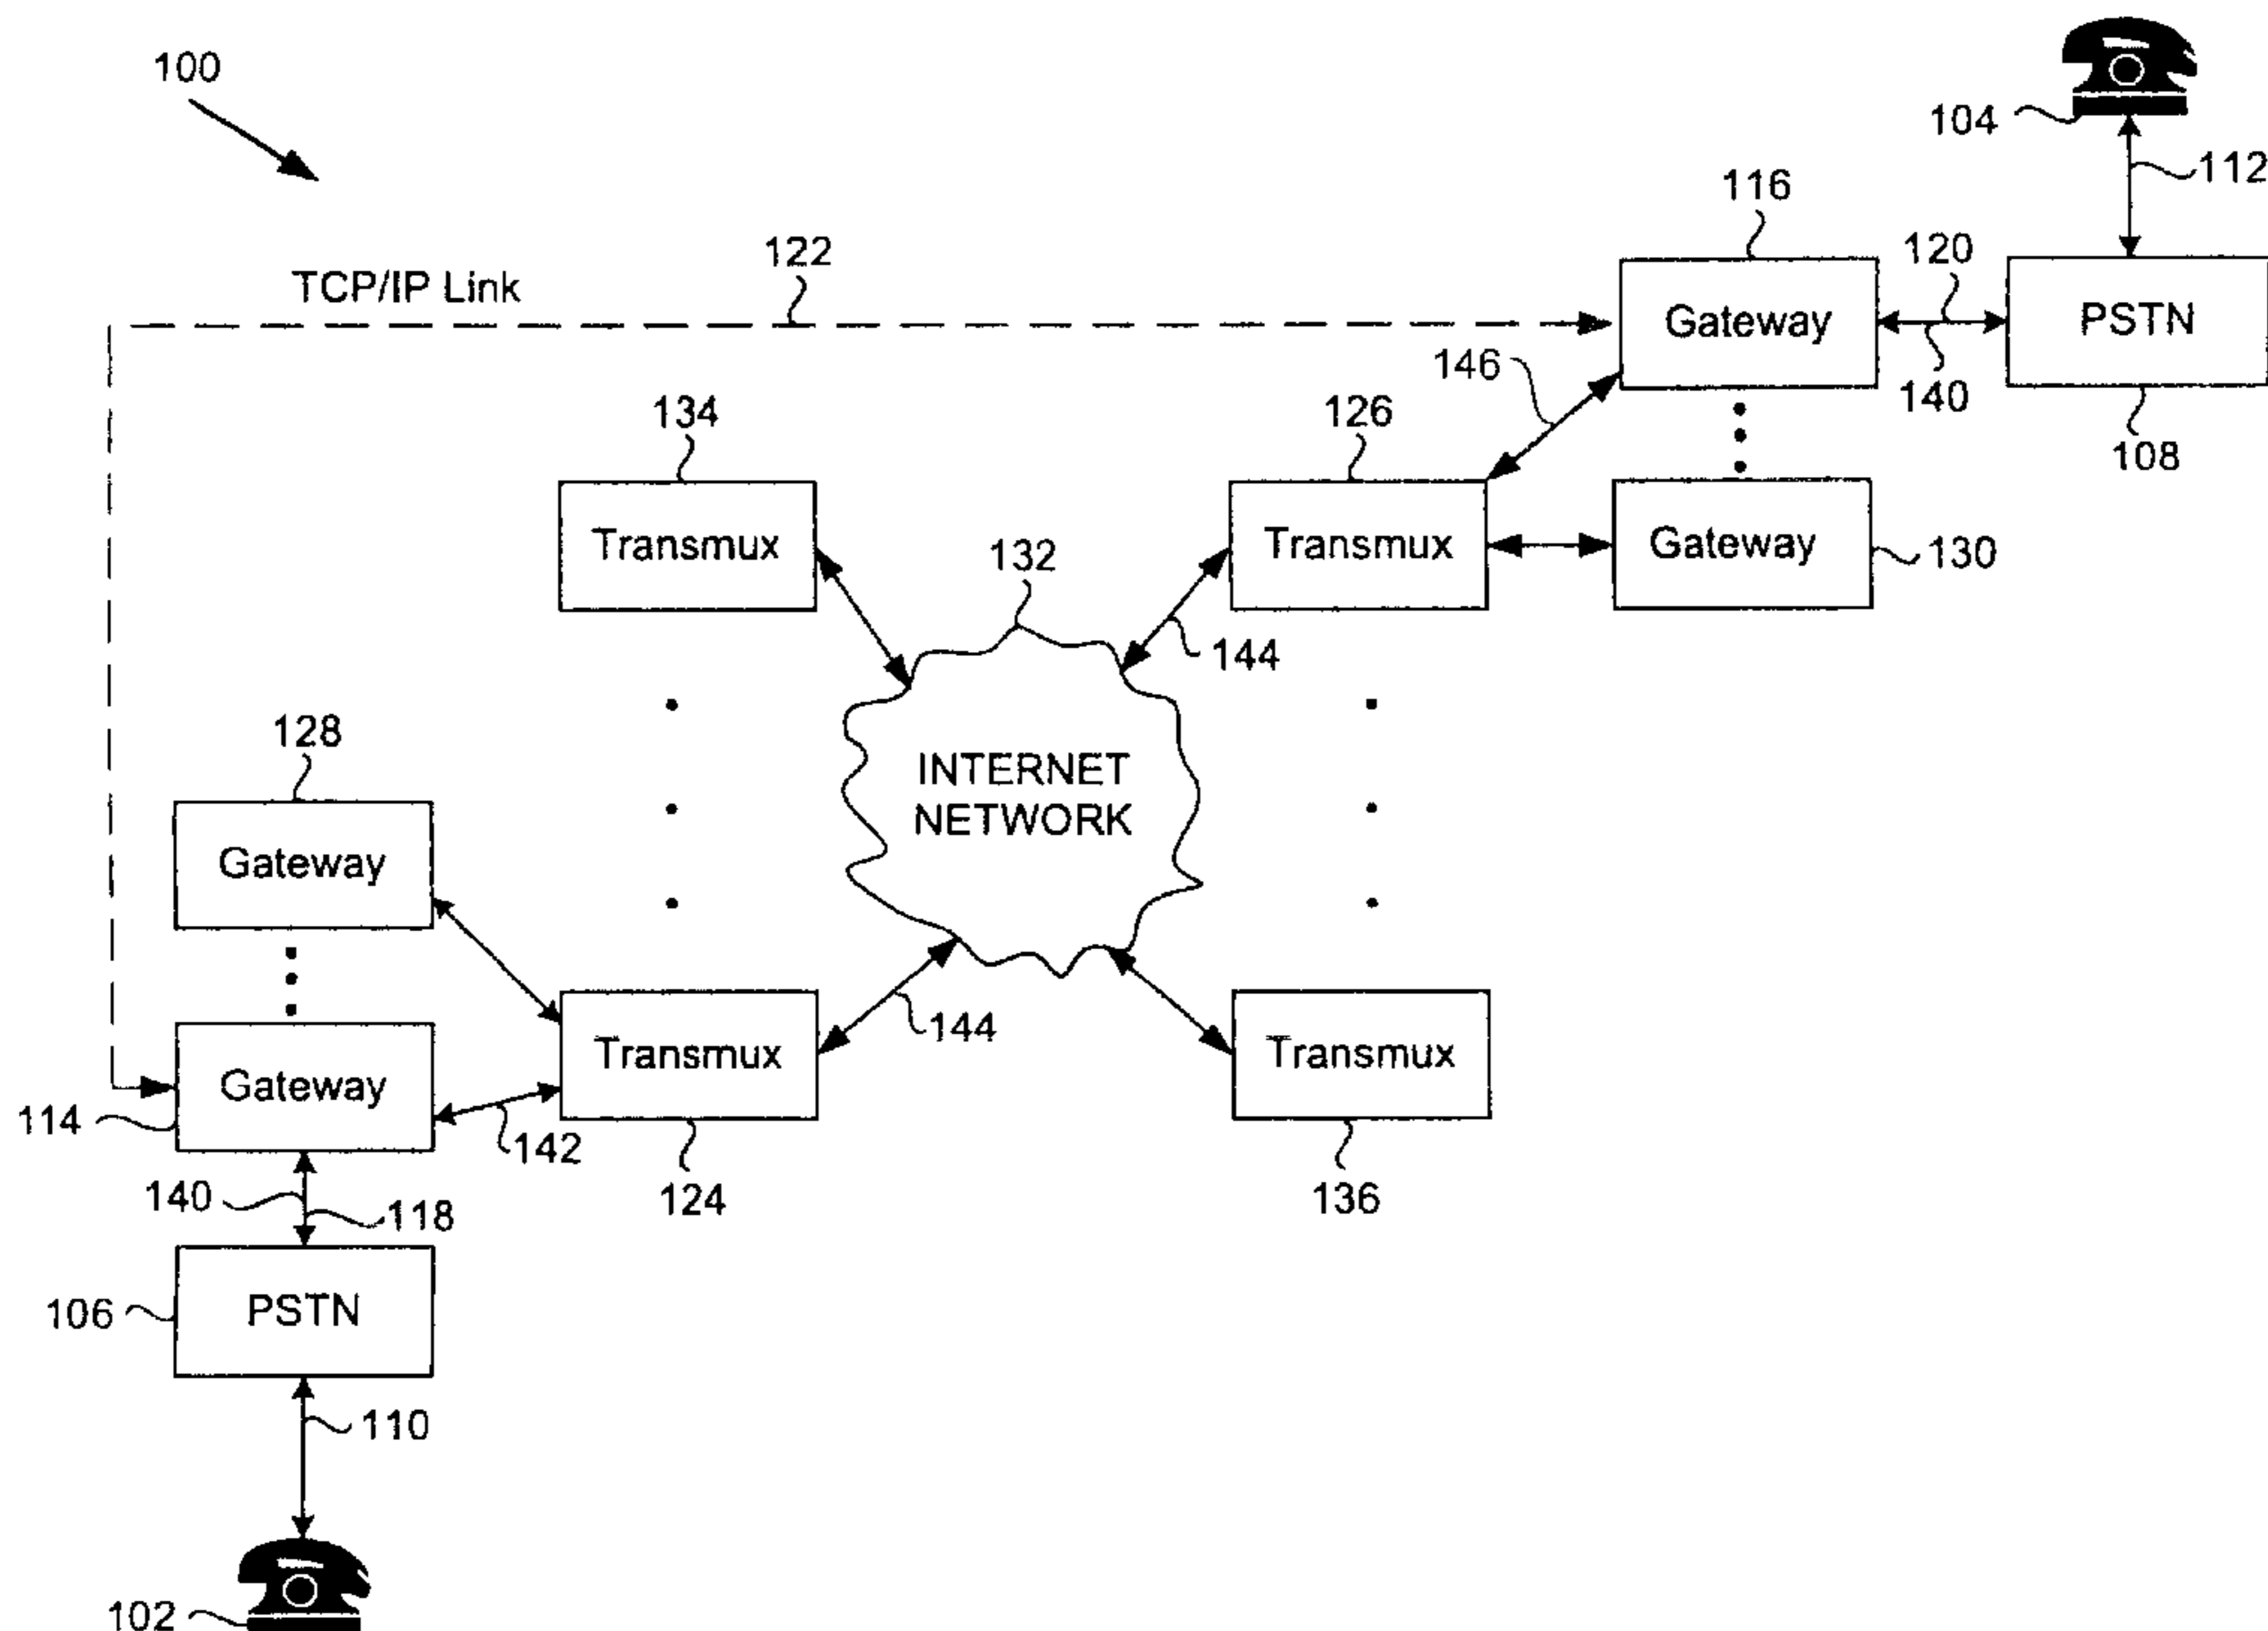 100
104
112
116
120
122
TCP/IP Link
Gateway
PSTN
146
140
134
126
108
Transmux
Transmux
Gateway
132
130
144
128
INTERNET
NETWORK
Gateway
144
Transmux
Transmux
Gateway
114
142
140
118
124
136
106
PSTN
110
102